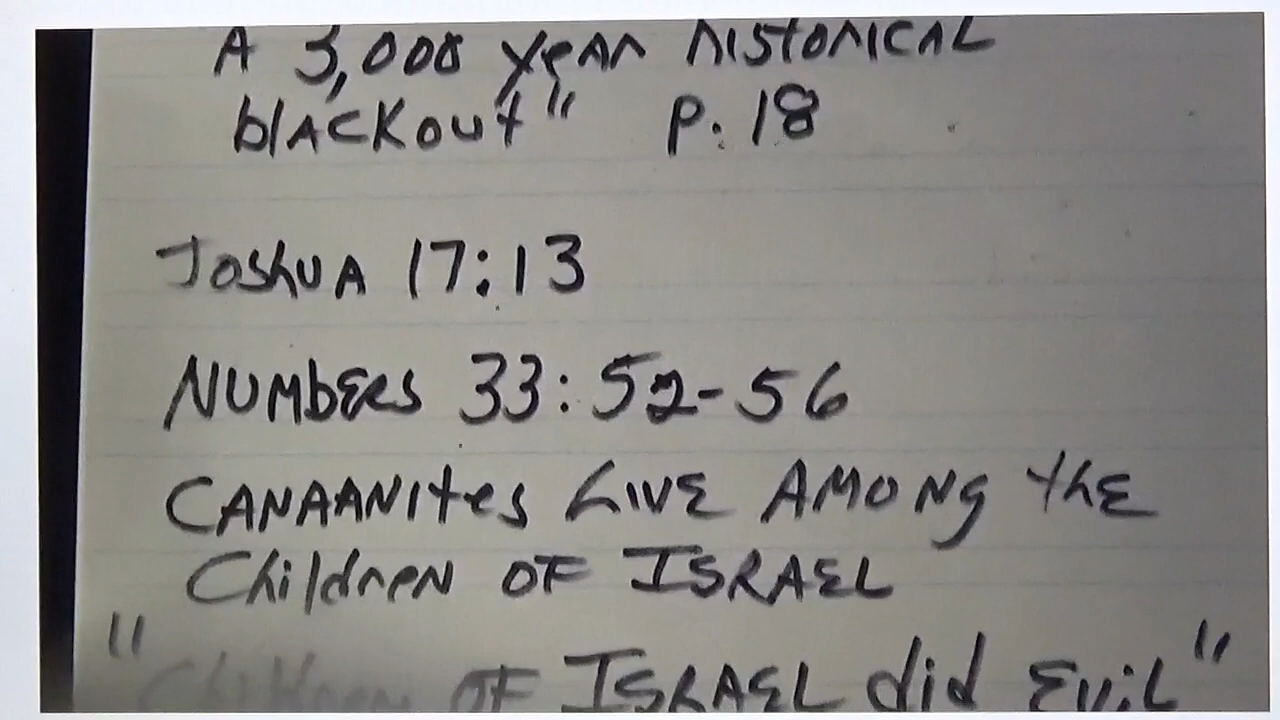 A 3,000 year historical
blackout" p. 18
Joshua 17:13
Numbers 33:52-56
Canaanites live among the
Children of Israel
"Children of Israel did evil"